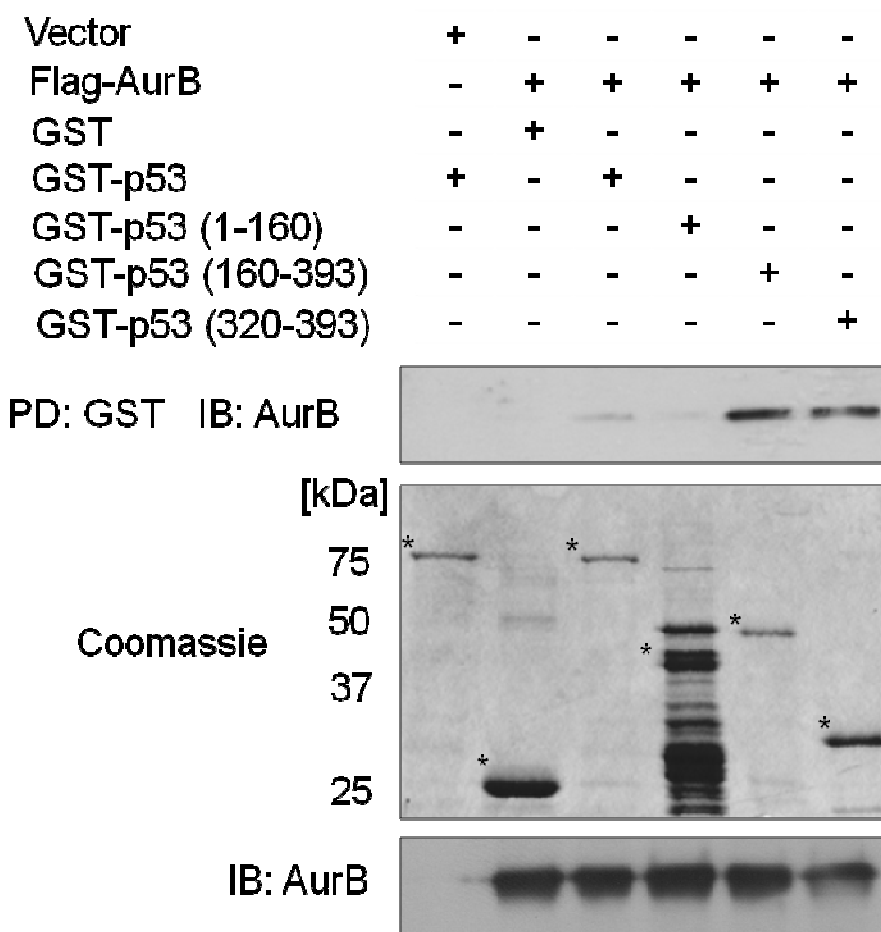 Vector + - - - - -
Flag-AurB - + + + + +
GST - + - - - -
GST-p53 + - + - - -
GST-p53 (1-160) - - - + - -
GST-p53 (160-393) - - - - + -
GST-p53 (320-393) - - - - - +
PD: GST IB: AurB
[kDa]
* *
75
50 *
Coomassie *
37
*
*
25
IB: AurB